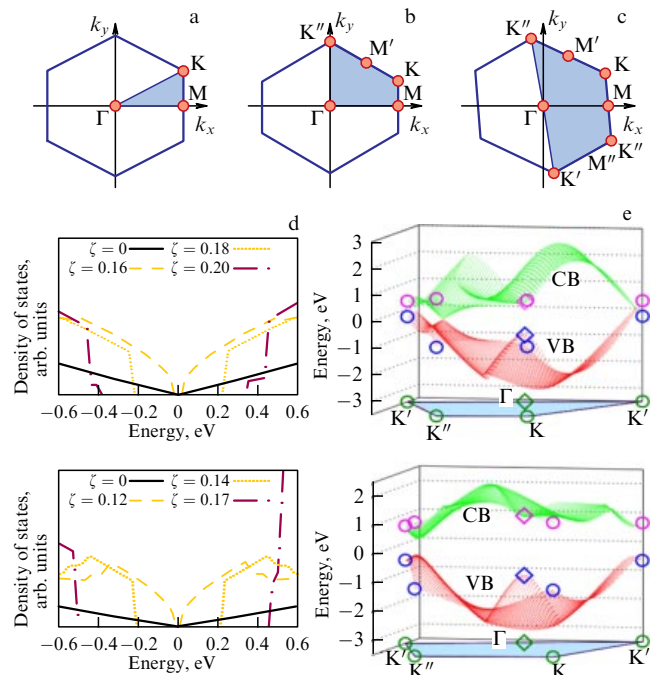 a
k_y
K
Γ
M
k_x
b
k_y
K″
M′
K
Γ
M
k_x
c
k_y
K″
M′
K
Γ
M
k_x
K″
M″
K′
d
ζ = 0
ζ = 0.18
ζ = 0.16
ζ = 0.20
Density of states,
arb. units
−0.6 −0.4 −0.2 0 0.2 0.4 0.6
Energy, eV
e
3
2
1
0
−1
−2
−3
Energy, eV
CB
VB
Γ
K′
K″
K
K′
ζ = 0
ζ = 0.14
ζ = 0.12
ζ = 0.17
Density of states,
arb. units
−0.6 −0.4 −0.2 0 0.2 0.4 0.6
Energy, eV
3
2
1
0
−1
−2
−3
Energy, eV
CB
VB
Γ
K′
K″
K
K′